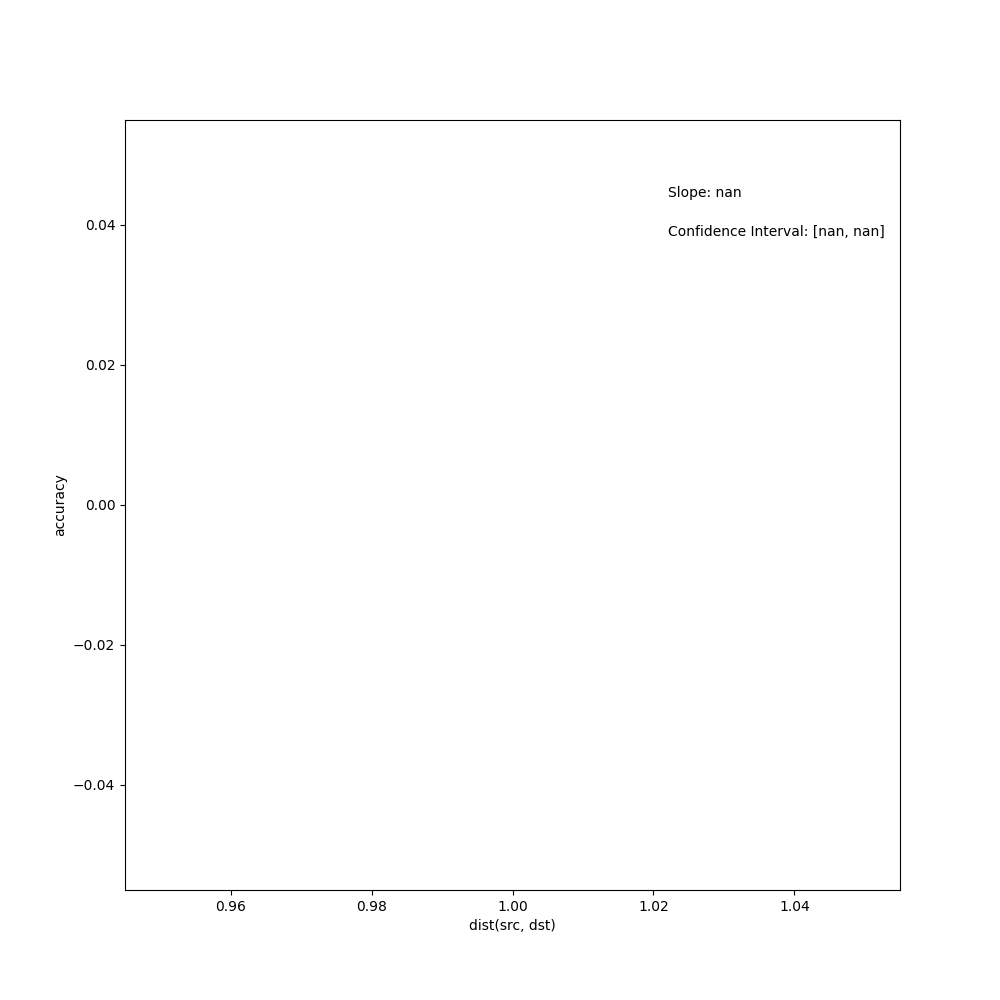 Slope: nan
Confidence Interval: [nan, nan]
0.04
0.02
0.00
−0.02
−0.04
accuracy
0.96 0.98 1.00 1.02 1.04
dist(src, dst)